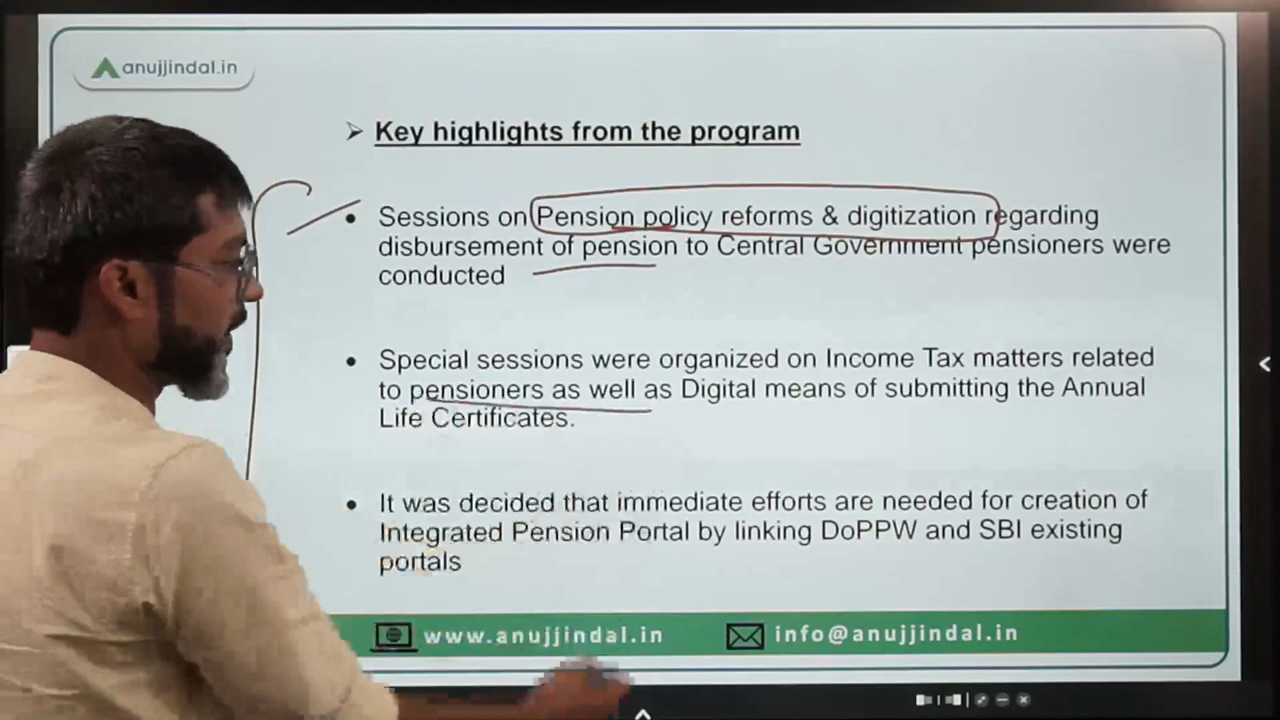 anujjindal.in
Key highlights from the program
Sessions on Pension policy reforms & digitization regarding
disbursement of pension to Central Government pensioners were
conducted
Special sessions were organized on Income Tax matters related
to pensioners as well as Digital means of submitting the Annual
Life Certificates.
It was decided that immediate efforts are needed for creation of
Integrated Pension Portal by linking DoPPW and SBI existing
portals
www.anujjindal.in
info@anujjindal.in